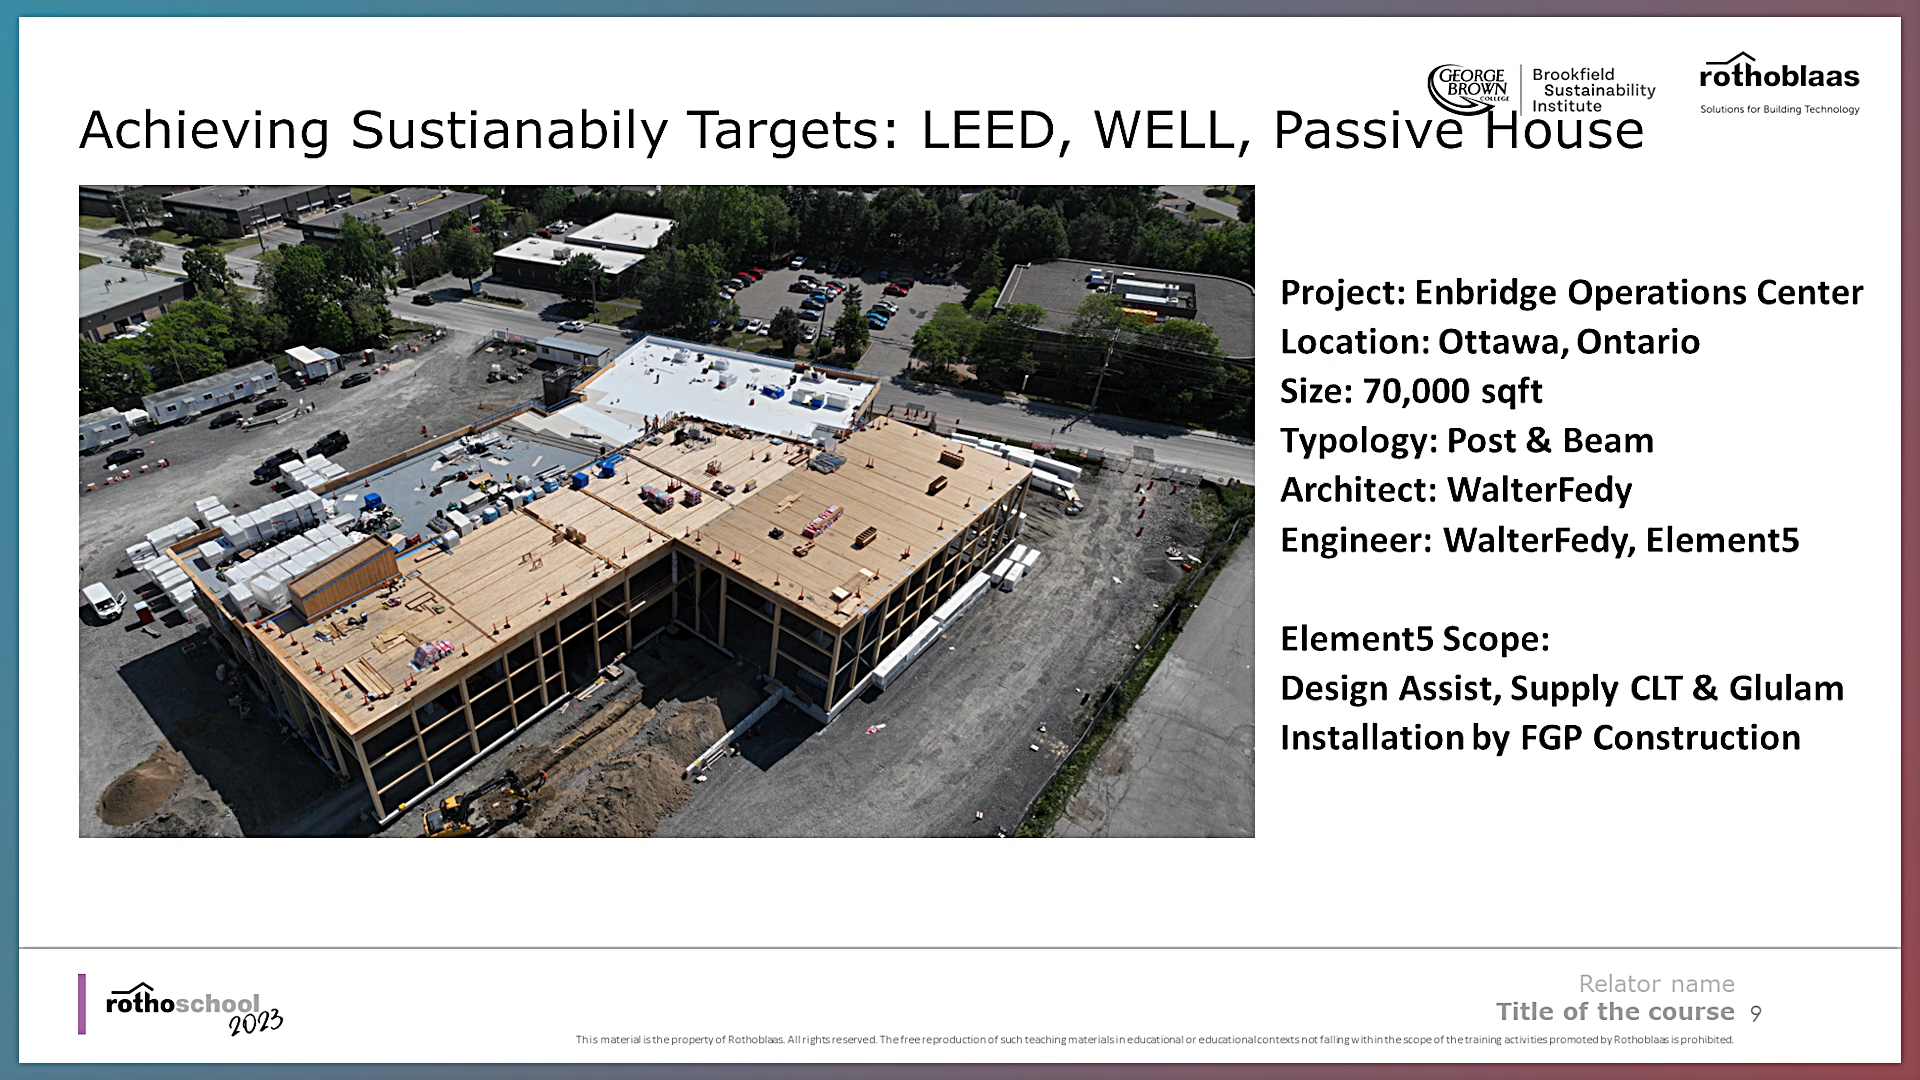 GEORGE
BROWN
COLLEGE
Brookfield
Sustainability
Institute
rothoblaas
Solutions for Building Technology
Achieving Sustianabily Targets: LEED, WELL, Passive House
Project: Enbridge Operations Center
Location: Ottawa, Ontario
Size: 70,000 sqft
Typology: Post & Beam
Architect: WalterFedy
Engineer: WalterFedy, Element5
Element5 Scope:
Design Assist, Supply CLT & Glulam
Installation by FGP Construction
rothoschool
2023
Relator name
Title of the course 9
This material is the property of Rothoblaas. All rights reserved. The free reproduction of such teaching materials in educational or educational contexts not falling within the scope of the training activities promoted by Rothoblaas is prohibited.